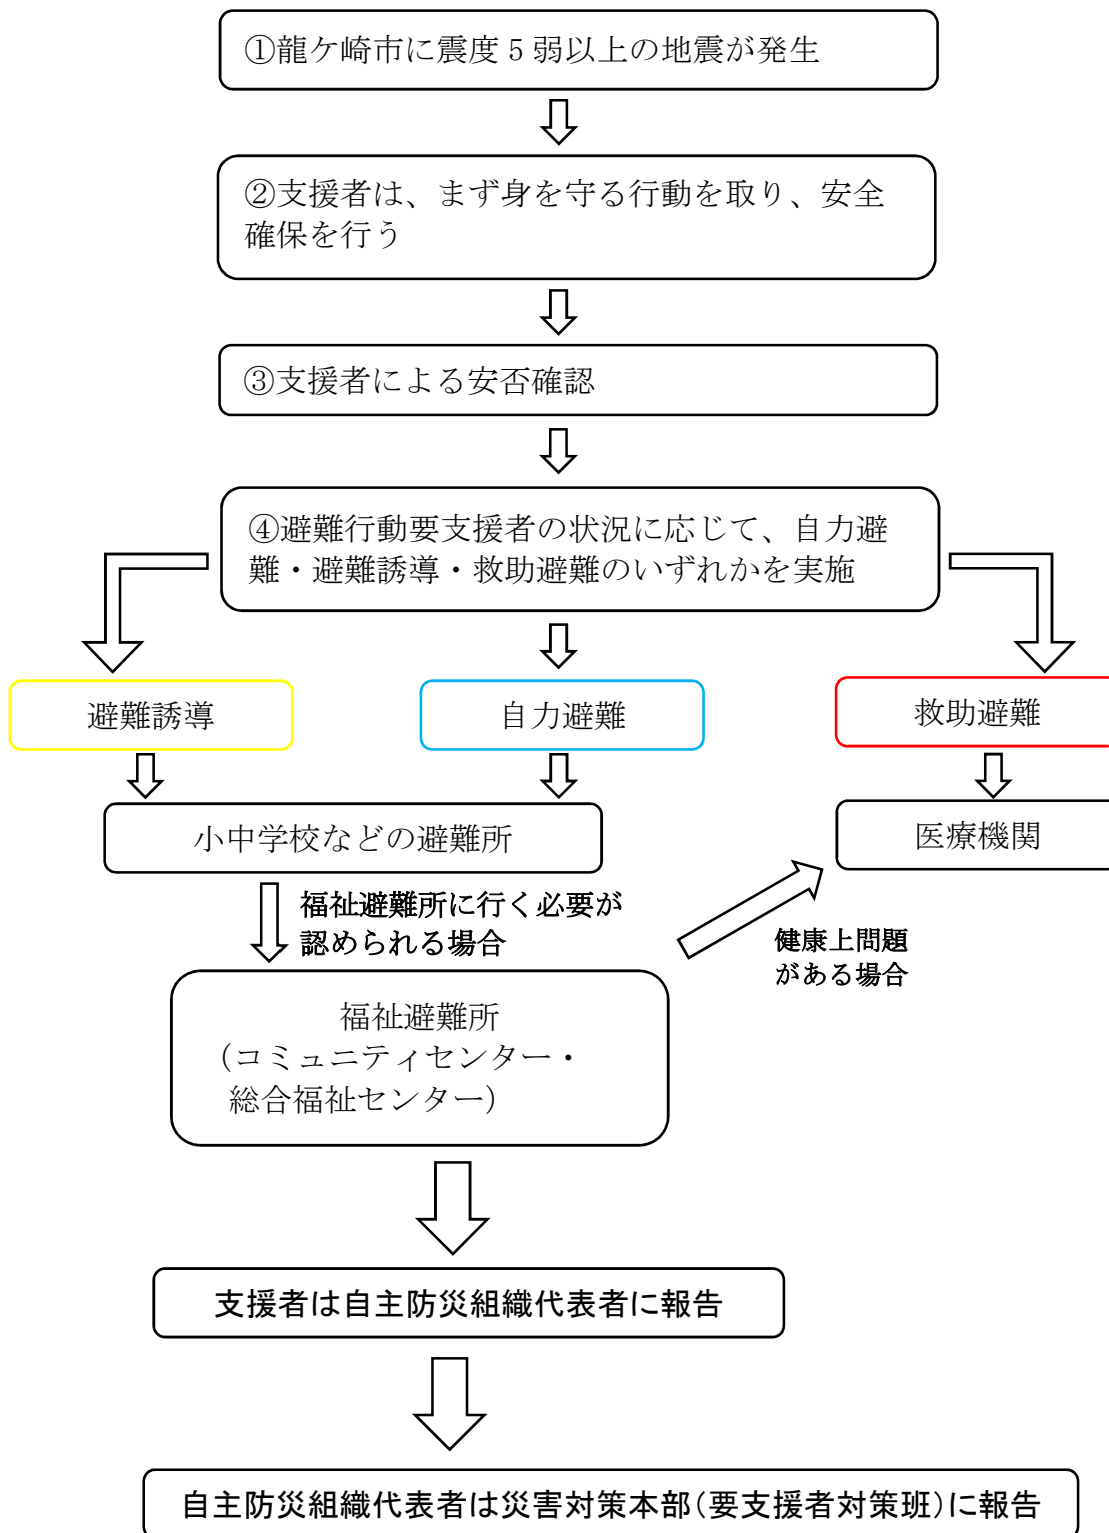 ①龍ケ崎市に震度5弱以上の地震が発生
②支援者は、まず身を守る行動を取り、安全
確保を行う
③支援者による安否確認
④避難行動要支援者の状況に応じて、自力避
難・避難誘導・救助避難のいずれかを実施
避難誘導
自力避難
救助避難
小中学校などの避難所
医療機関
福祉避難所に行く必要が
認められる場合
健康上問題
がある場合
福祉避難所
（コミュニティセンター・
総合福祉センター）
支援者は自主防災組織代表者に報告
自主防災組織代表者は災害対策本部（要支援者対策班）に報告